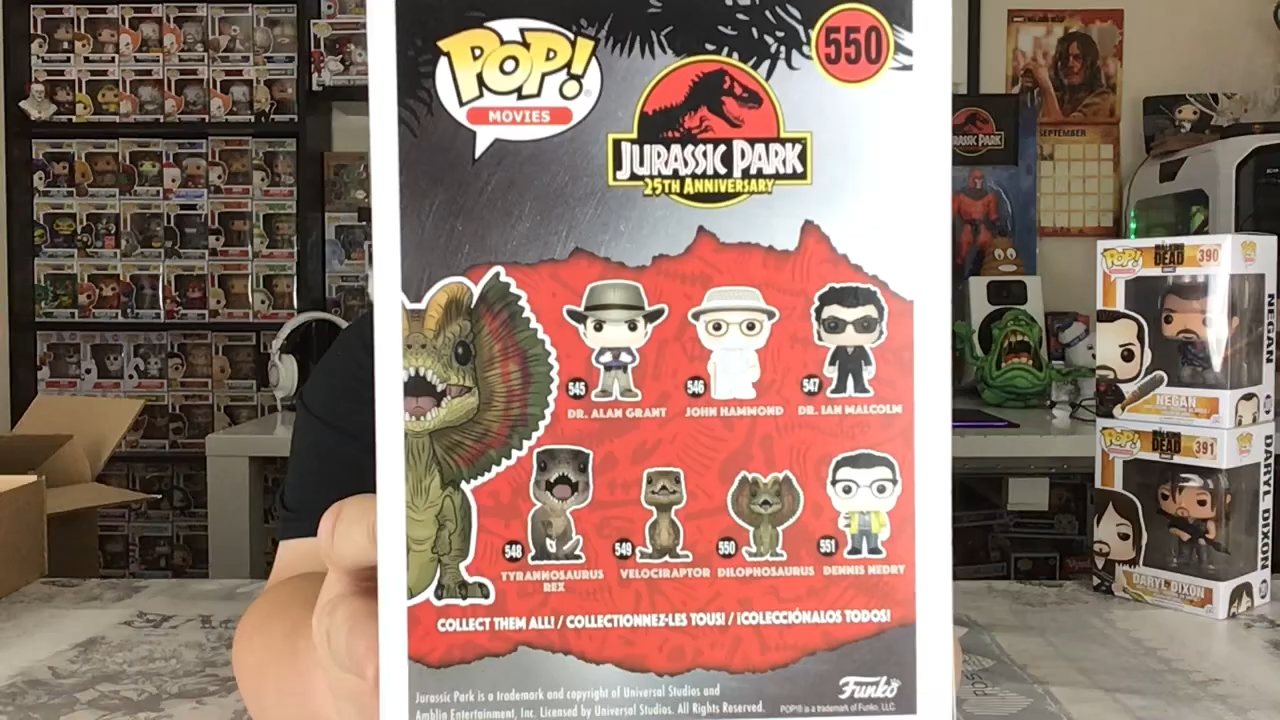 POP!
MOVIES
550
JURASSIC PARK
25TH ANNIVERSARY
545
DR. ALAN GRANT
546
JOHN HAMMOND
547
DR. IAN MALCOLM
548
TYRANNOSAURUS
REX
549
VELOCIRAPTOR
550
DILOPHOSAURUS
551
DENNIS NEDRY
COLLECT THEM ALL! / COLLECTIONNEZ-LES TOUS! / ¡COLECCIÓNALOS TODOS!
Jurassic Park is a trademark and copyright of Universal Studios and
Amblin Entertainment, Inc. Licensed by Universal Studios. All Rights Reserved.
Funko
POP!® is a trademark of Funko, LLC
JURASSIC PARK
SEPTEMBER
POP!
DEAD
390
NEGAN
NEGAN
POP!
DEAD
391
DARYL DIXON
DARYL DIXON